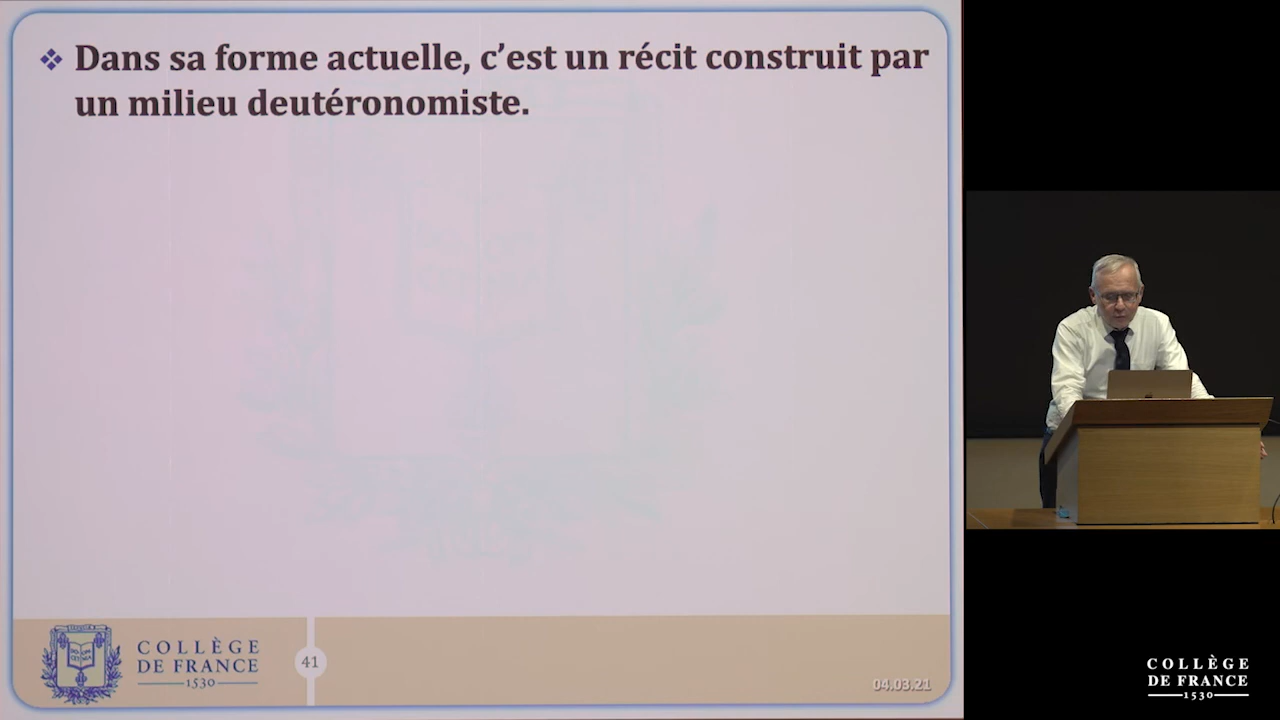 ❖ Dans sa forme actuelle, c’est un récit construit par
un milieu deutéronomiste.
COLLÈGE
DE FRANCE
1530
41
04.03.21
COLLÈGE
DE FRANCE
1530